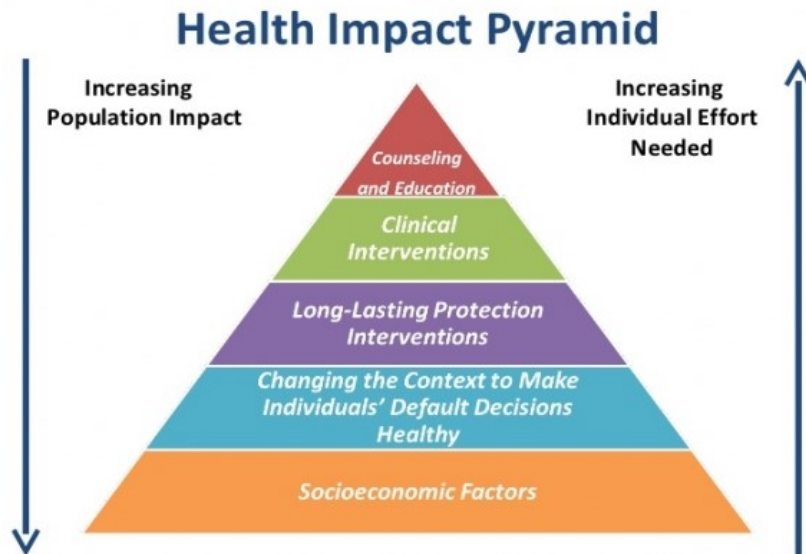 Health Impact Pyramid
Increasing
Population Impact
Increasing
Individual Effort
Needed
Counseling
and Education
Clinical
Interventions
Long-Lasting Protection
Interventions
Changing the Context to Make
Individuals’ Default Decisions
Healthy
Socioeconomic Factors